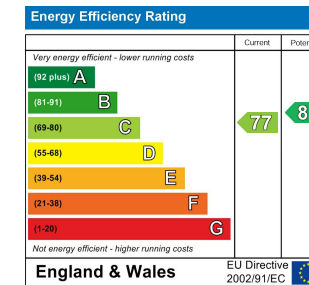 Energy Efficiency Rating
Current
Very energy efficient - lower running costs
(92 plus) A
(81-91) B
(69-80) C
77
(55-68) D
(39-54) E
(21-38) F
(1-20) G
Not energy efficient - higher running costs
England & Wales
EU Directive
2002/91/EC